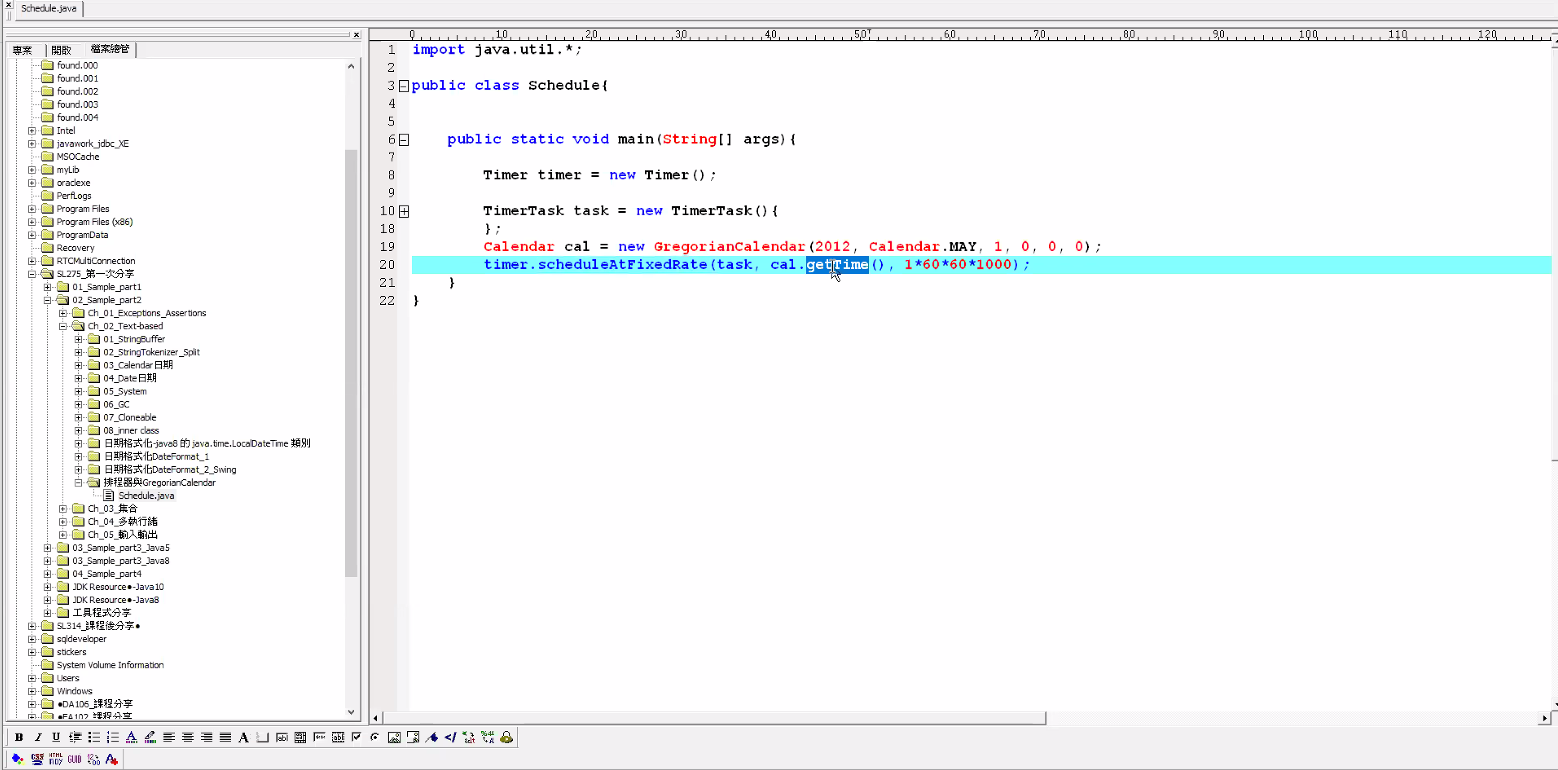 Schedule.java
專案 開啟 檔案總管
found.000
found.001
found.002
found.003
found.004
Intel
javawork_jdbc_XE
MSOCache
myLib
oraclexe
PerfLogs
Program Files
Program Files (x86)
ProgramData
Recovery
RTCMultiConnection
SL275_第一次分享
01_Sample_part1
02_Sample_part2
Ch_01_Exceptions_Assertions
Ch_02_Text-based
01_StringBuffer
02_StringTokenizer_Split
03_Calendar日期
04_Date日期
05_System
06_GC
07_Cloneable
08_inner class
日期格式化-java8 的 java.time.LocalDateTime 類別
日期格式化DateFormat_1
日期格式化DateFormat_2_Swing
排程器與GregorianCalendar
Schedule.java
Ch_03_集合
Ch_04_多執行緒
Ch_05_輸入輸出
03_Sample_part3_Java5
03_Sample_part3_Java8
04_Sample_part4
JDK Resource●-Java10
JDK Resource●-Java8
工具程式分享
SL314_課程後分享●
sqldeveloper
stickers
System Volume Information
Users
Windows
●DA106_課程分享
●EA102_課程分享
0 10 20 30 40 50 60 70 80 90 100 110 120
1 import java.util.*;
2
3 public class Schedule{
4
5
6 public static void main(String[] args){
7
8 Timer timer = new Timer();
9
10 TimerTask task = new TimerTask(){
18 };
19 Calendar cal = new GregorianCalendar(2012, Calendar.MAY, 1, 0, 0, 0);
20 timer.scheduleAtFixedRate(task, cal.getTime(), 1*60*60*1000);
21 }
22 }